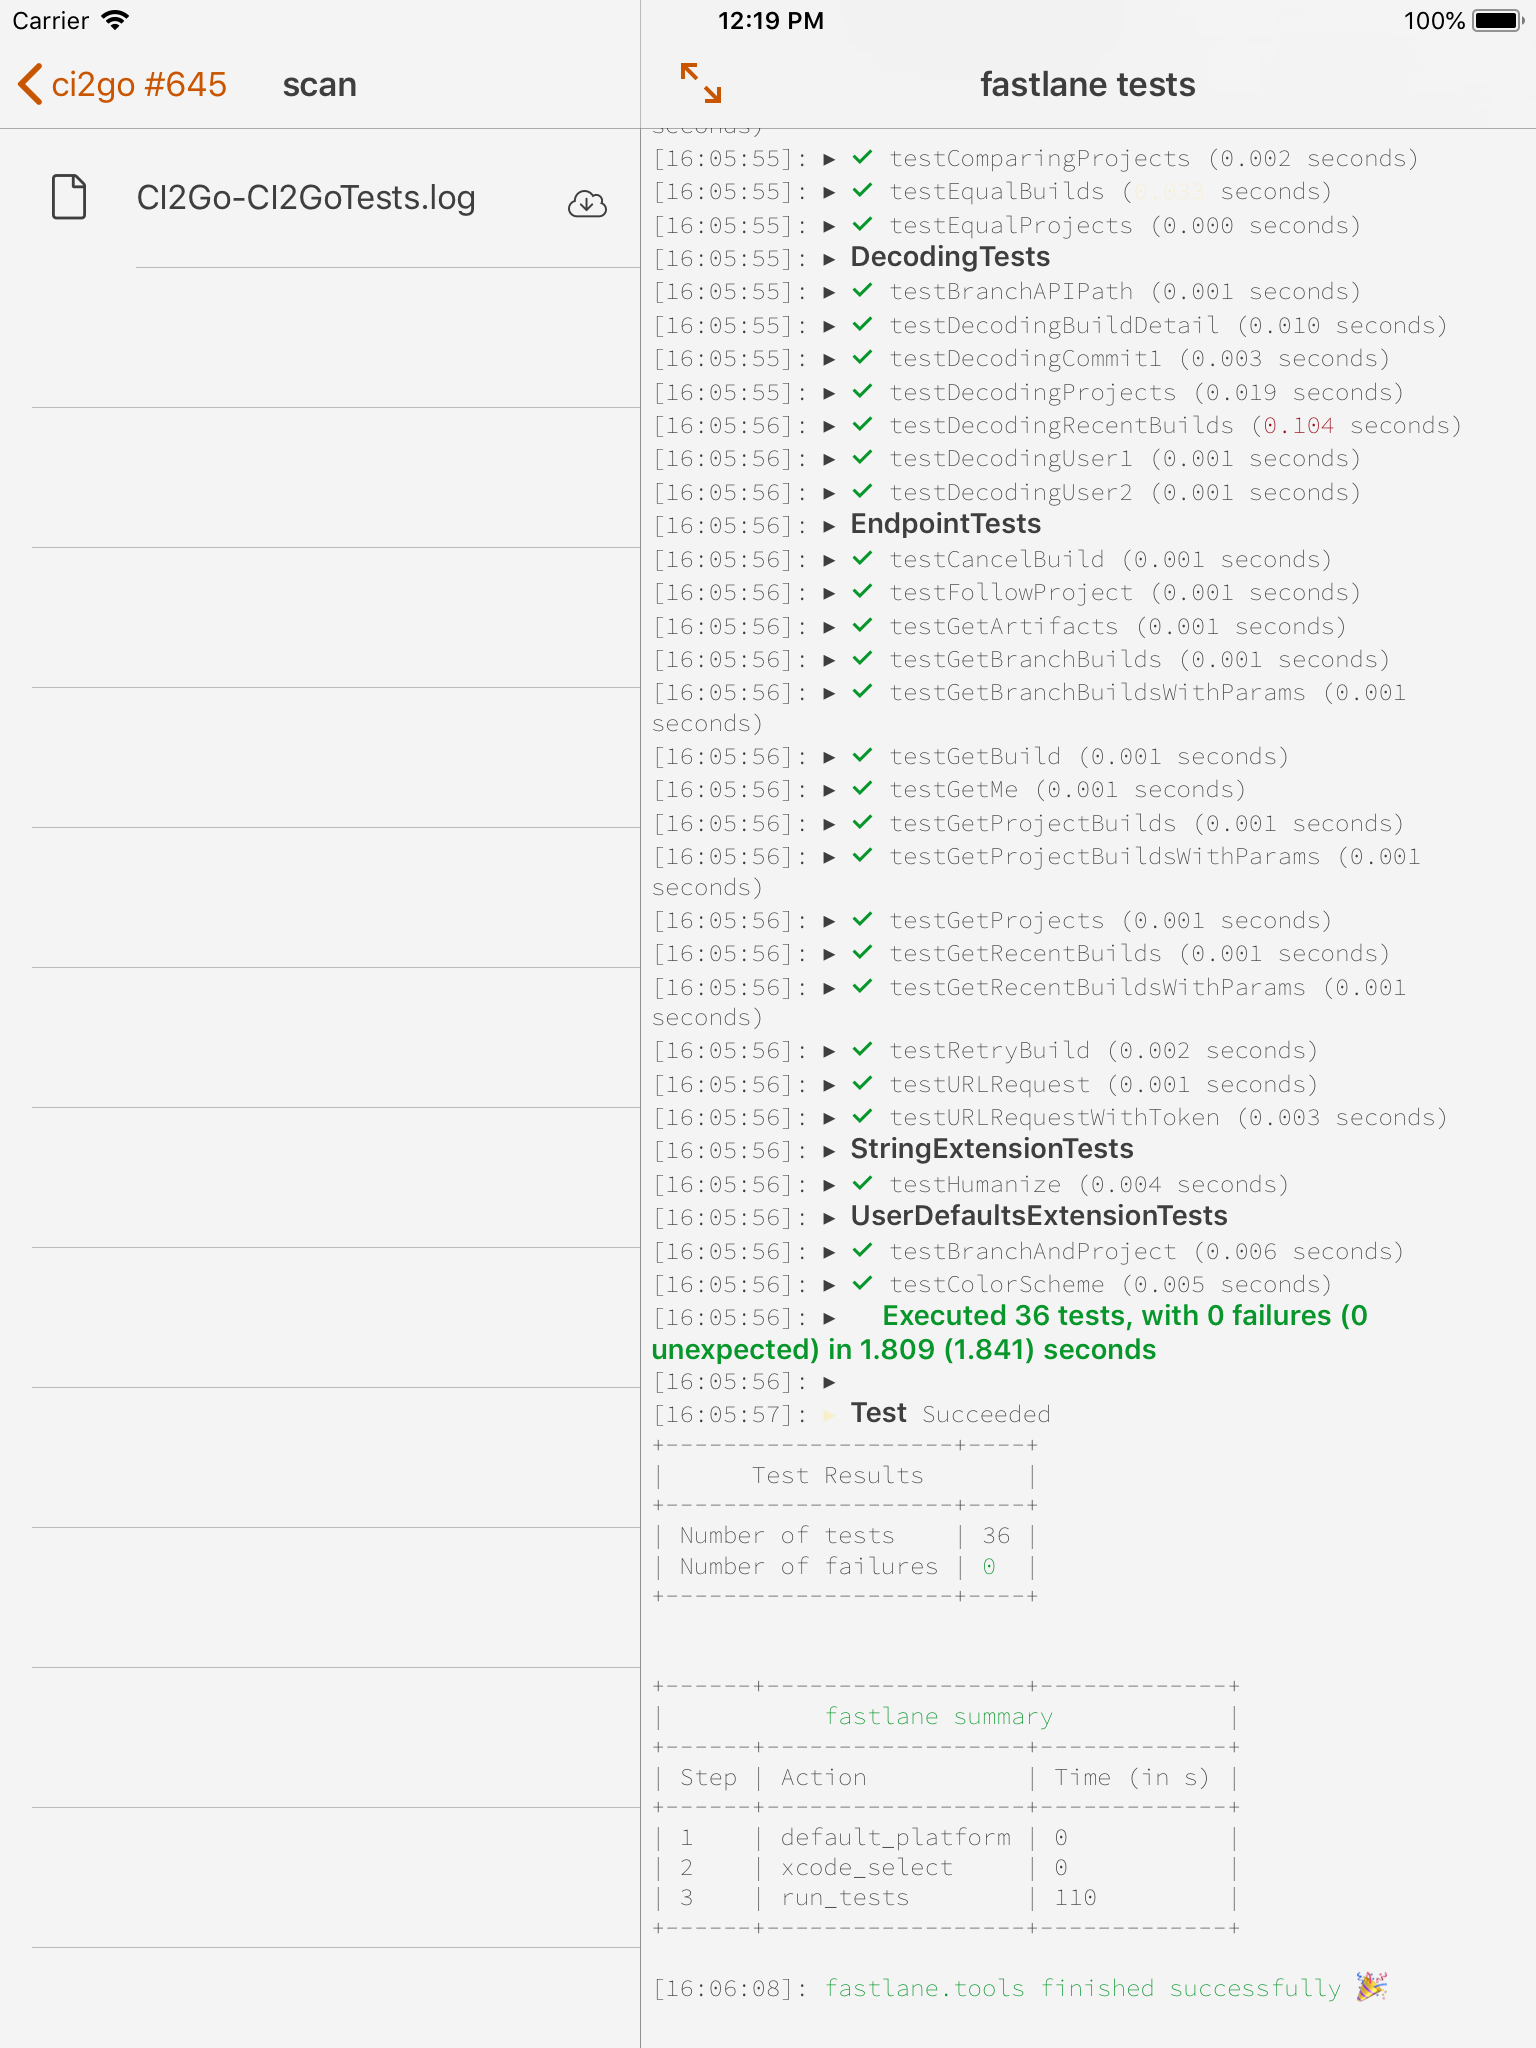 Carrier 12:19 PM 100%
ci2go #645 scan
fastlane tests
CI2Go-CI2GoTests.log
seconds)
[16:05:55]: ▸ ✓ testComparingProjects (0.002 seconds)
[16:05:55]: ▸ ✓ testEqualBuilds (0.033 seconds)
[16:05:55]: ▸ ✓ testEqualProjects (0.000 seconds)
[16:05:55]: ▸ DecodingTests
[16:05:55]: ▸ ✓ testBranchAPIPath (0.001 seconds)
[16:05:55]: ▸ ✓ testDecodingBuildDetail (0.010 seconds)
[16:05:55]: ▸ ✓ testDecodingCommit1 (0.003 seconds)
[16:05:55]: ▸ ✓ testDecodingProjects (0.019 seconds)
[16:05:56]: ▸ ✓ testDecodingRecentBuilds (0.104 seconds)
[16:05:56]: ▸ ✓ testDecodingUser1 (0.001 seconds)
[16:05:56]: ▸ ✓ testDecodingUser2 (0.001 seconds)
[16:05:56]: ▸ EndpointTests
[16:05:56]: ▸ ✓ testCancelBuild (0.001 seconds)
[16:05:56]: ▸ ✓ testFollowProject (0.001 seconds)
[16:05:56]: ▸ ✓ testGetArtifacts (0.001 seconds)
[16:05:56]: ▸ ✓ testGetBranchBuilds (0.001 seconds)
[16:05:56]: ▸ ✓ testGetBranchBuildsWithParams (0.001
seconds)
[16:05:56]: ▸ ✓ testGetBuild (0.001 seconds)
[16:05:56]: ▸ ✓ testGetMe (0.001 seconds)
[16:05:56]: ▸ ✓ testGetProjectBuilds (0.001 seconds)
[16:05:56]: ▸ ✓ testGetProjectBuildsWithParams (0.001
seconds)
[16:05:56]: ▸ ✓ testGetProjects (0.001 seconds)
[16:05:56]: ▸ ✓ testGetRecentBuilds (0.001 seconds)
[16:05:56]: ▸ ✓ testGetRecentBuildsWithParams (0.001
seconds)
[16:05:56]: ▸ ✓ testRetryBuild (0.002 seconds)
[16:05:56]: ▸ ✓ testURLRequest (0.001 seconds)
[16:05:56]: ▸ ✓ testURLRequestWithToken (0.003 seconds)
[16:05:56]: ▸ StringExtensionTests
[16:05:56]: ▸ ✓ testHumanize (0.004 seconds)
[16:05:56]: ▸ UserDefaultsExtensionTests
[16:05:56]: ▸ ✓ testBranchAndProject (0.006 seconds)
[16:05:56]: ▸ ✓ testColorScheme (0.005 seconds)
[16:05:56]: ▸ Executed 36 tests, with 0 failures (0
unexpected) in 1.809 (1.841) seconds
[16:05:56]: ▸
[16:05:57]: ▸ Test Succeeded
+--------------------+----+
| Test Results |
+--------------------+----+
| Number of tests | 36 |
| Number of failures | 0 |
+--------------------+----+
+------+------------------+-------------+
| fastlane summary |
+------+------------------+-------------+
| Step | Action | Time (in s) |
+------+------------------+-------------+
| 1 | default_platform | 0 |
| 2 | xcode_select | 0 |
| 3 | run_tests | 110 |
+------+------------------+-------------+
[16:06:08]: fastlane.tools finished successfully 🎉